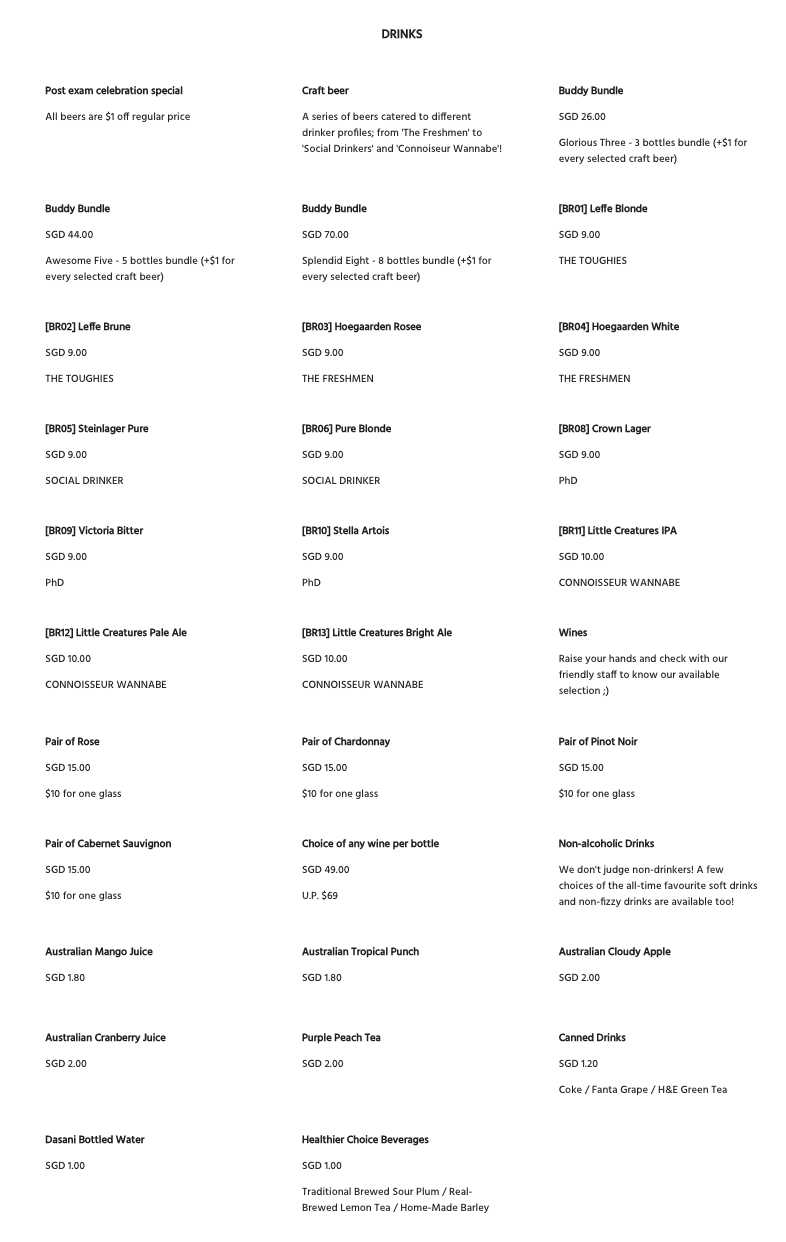 DRINKS
Post exam celebration special
All beers are $1 off regular price
Craft beer
A series of beers catered to different
drinker profiles; from 'The Freshmen' to
'Social Drinkers' and 'Connoiseur Wannabe'!
Buddy Bundle
SGD 26.00
Glorious Three - 3 bottles bundle (+$1 for
every selected craft beer)
Buddy Bundle
SGD 44.00
Awesome Five - 5 bottles bundle (+$1 for
every selected craft beer)
Buddy Bundle
SGD 70.00
Splendid Eight - 8 bottles bundle (+$1 for
every selected craft beer)
[BR01] Leffe Blonde
SGD 9.00
THE TOUGHIES
[BR02] Leffe Brune
SGD 9.00
THE TOUGHIES
[BR03] Hoegaarden Rosee
SGD 9.00
THE FRESHMEN
[BR04] Hoegaarden White
SGD 9.00
THE FRESHMEN
[BR05] Steinlager Pure
SGD 9.00
SOCIAL DRINKER
[BR06] Pure Blonde
SGD 9.00
SOCIAL DRINKER
[BR08] Crown Lager
SGD 9.00
PhD
[BR09] Victoria Bitter
SGD 9.00
PhD
[BR10] Stella Artois
SGD 9.00
PhD
[BR11] Little Creatures IPA
SGD 10.00
CONNOISSEUR WANNABE
[BR12] Little Creatures Pale Ale
SGD 10.00
CONNOISSEUR WANNABE
[BR13] Little Creatures Bright Ale
SGD 10.00
CONNOISSEUR WANNABE
Wines
Raise your hands and check with our
friendly staff to know our available
selection ;)
Pair of Rose
SGD 15.00
$10 for one glass
Pair of Chardonnay
SGD 15.00
$10 for one glass
Pair of Pinot Noir
SGD 15.00
$10 for one glass
Pair of Cabernet Sauvignon
SGD 15.00
$10 for one glass
Choice of any wine per bottle
SGD 49.00
U.P. $69
Non-alcoholic Drinks
We don't judge non-drinkers! A few
choices of the all-time favourite soft drinks
and non-fizzy drinks are available too!
Australian Mango Juice
SGD 1.80
Australian Tropical Punch
SGD 1.80
Australian Cloudy Apple
SGD 2.00
Australian Cranberry Juice
SGD 2.00
Purple Peach Tea
SGD 2.00
Canned Drinks
SGD 1.20
Coke / Fanta Grape / H&E Green Tea
Dasani Bottled Water
SGD 1.00
Healthier Choice Beverages
SGD 1.00
Traditional Brewed Sour Plum / Real-
Brewed Lemon Tea / Home-Made Barley